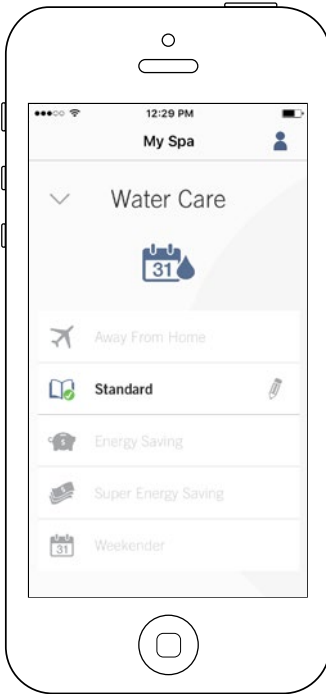 12:29 PM
My Spa
Water Care
31
Away From Home
Standard
Energy Saving
Super Energy Saving
31
Weekender